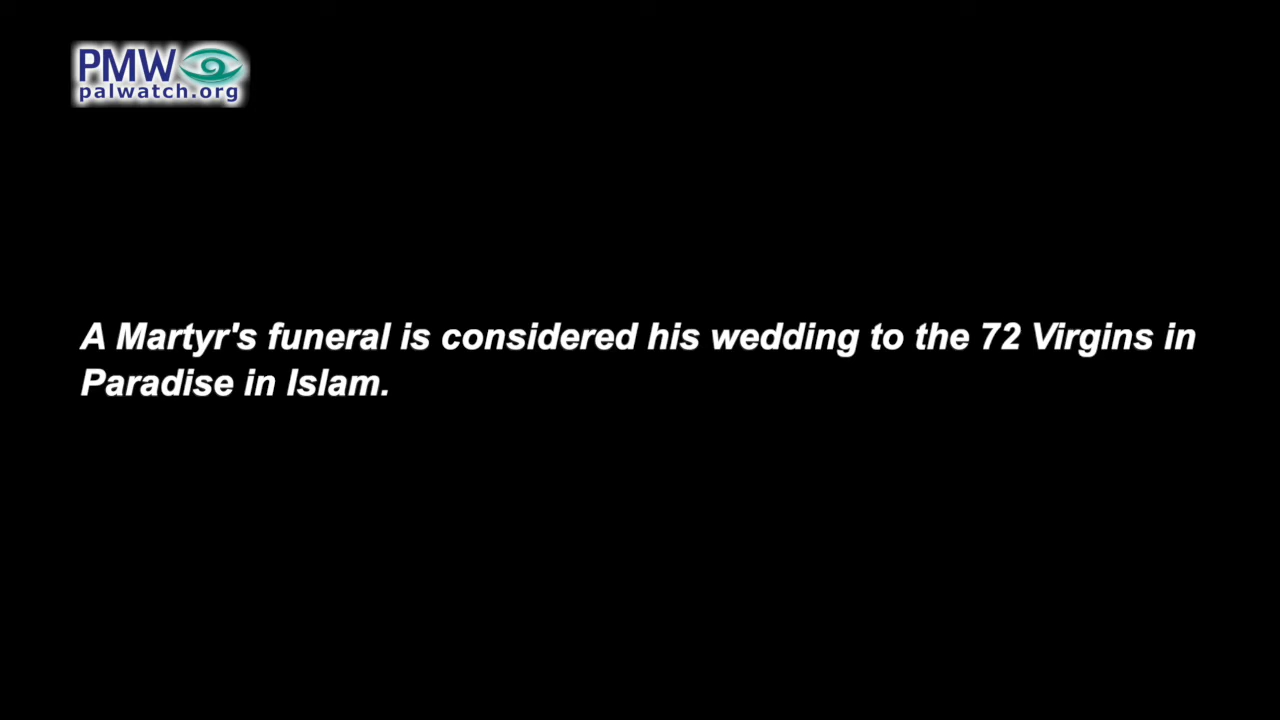 PMW
palwatch.org
A Martyr's funeral is considered his wedding to the 72 Virgins in
Paradise in Islam.